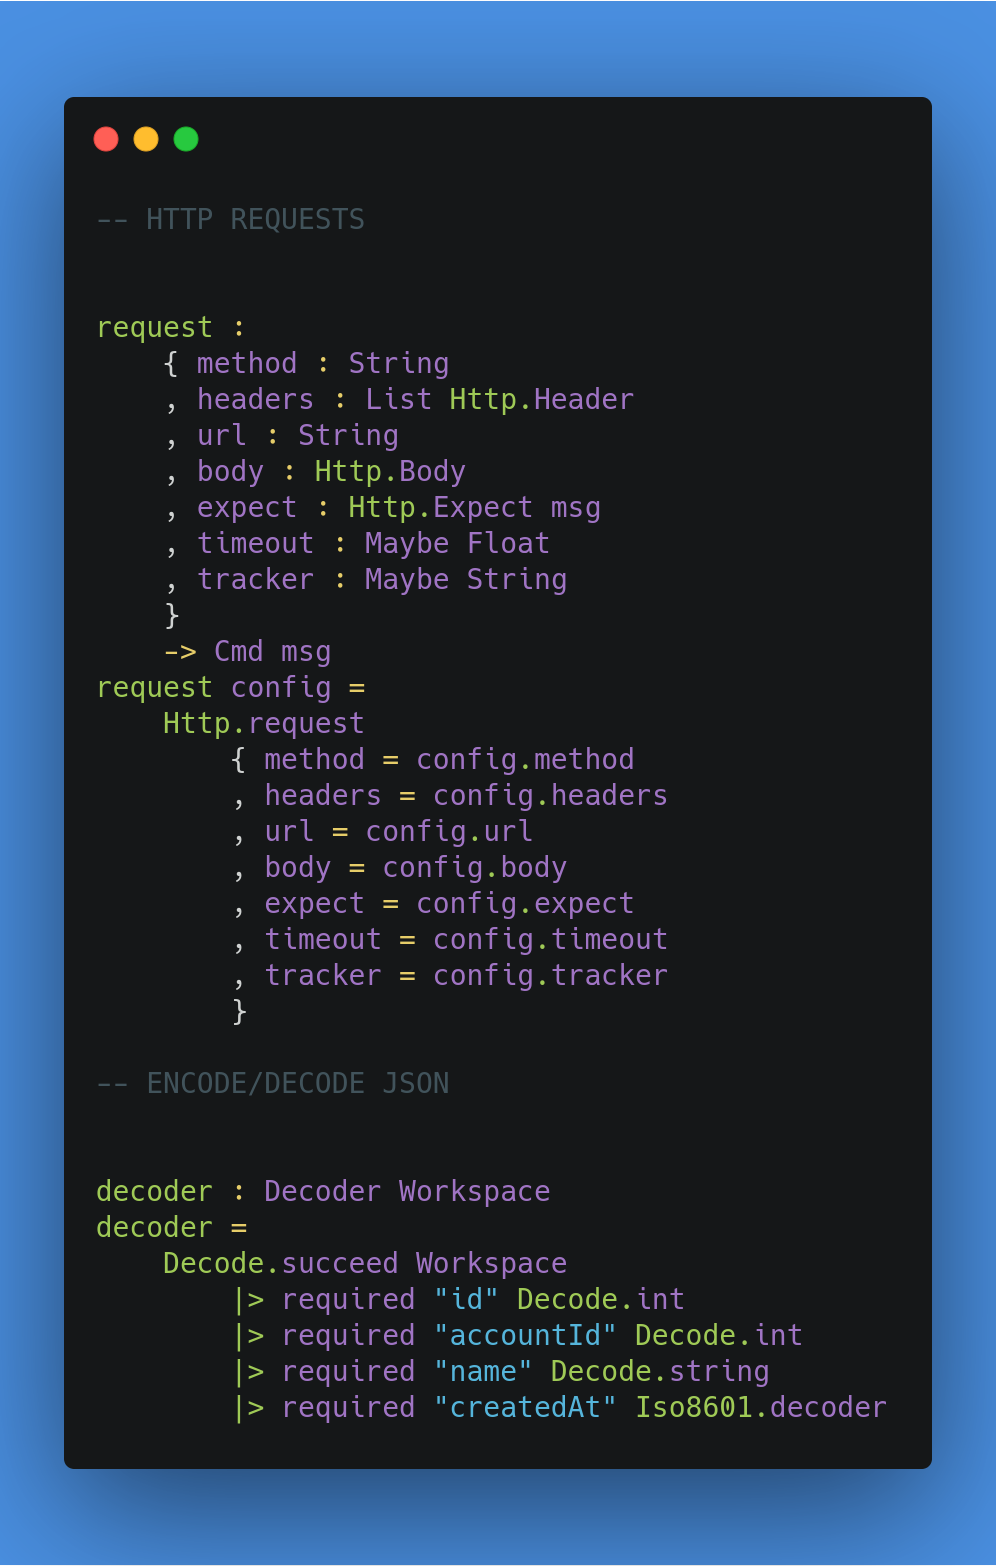 -- HTTP REQUESTS
request :
    { method : String
    , headers : List Http.Header
    , url : String
    , body : Http.Body
    , expect : Http.Expect msg
    , timeout : Maybe Float
    , tracker : Maybe String
    }
    -> Cmd msg
request config =
    Http.request
        { method = config.method
        , headers = config.headers
        , url = config.url
        , body = config.body
        , expect = config.expect
        , timeout = config.timeout
        , tracker = config.tracker
        }
-- ENCODE/DECODE JSON
decoder : Decoder Workspace
decoder =
    Decode.succeed Workspace
        |> required "id" Decode.int
        |> required "accountId" Decode.int
        |> required "name" Decode.string
        |> required "createdAt" Iso8601.decoder